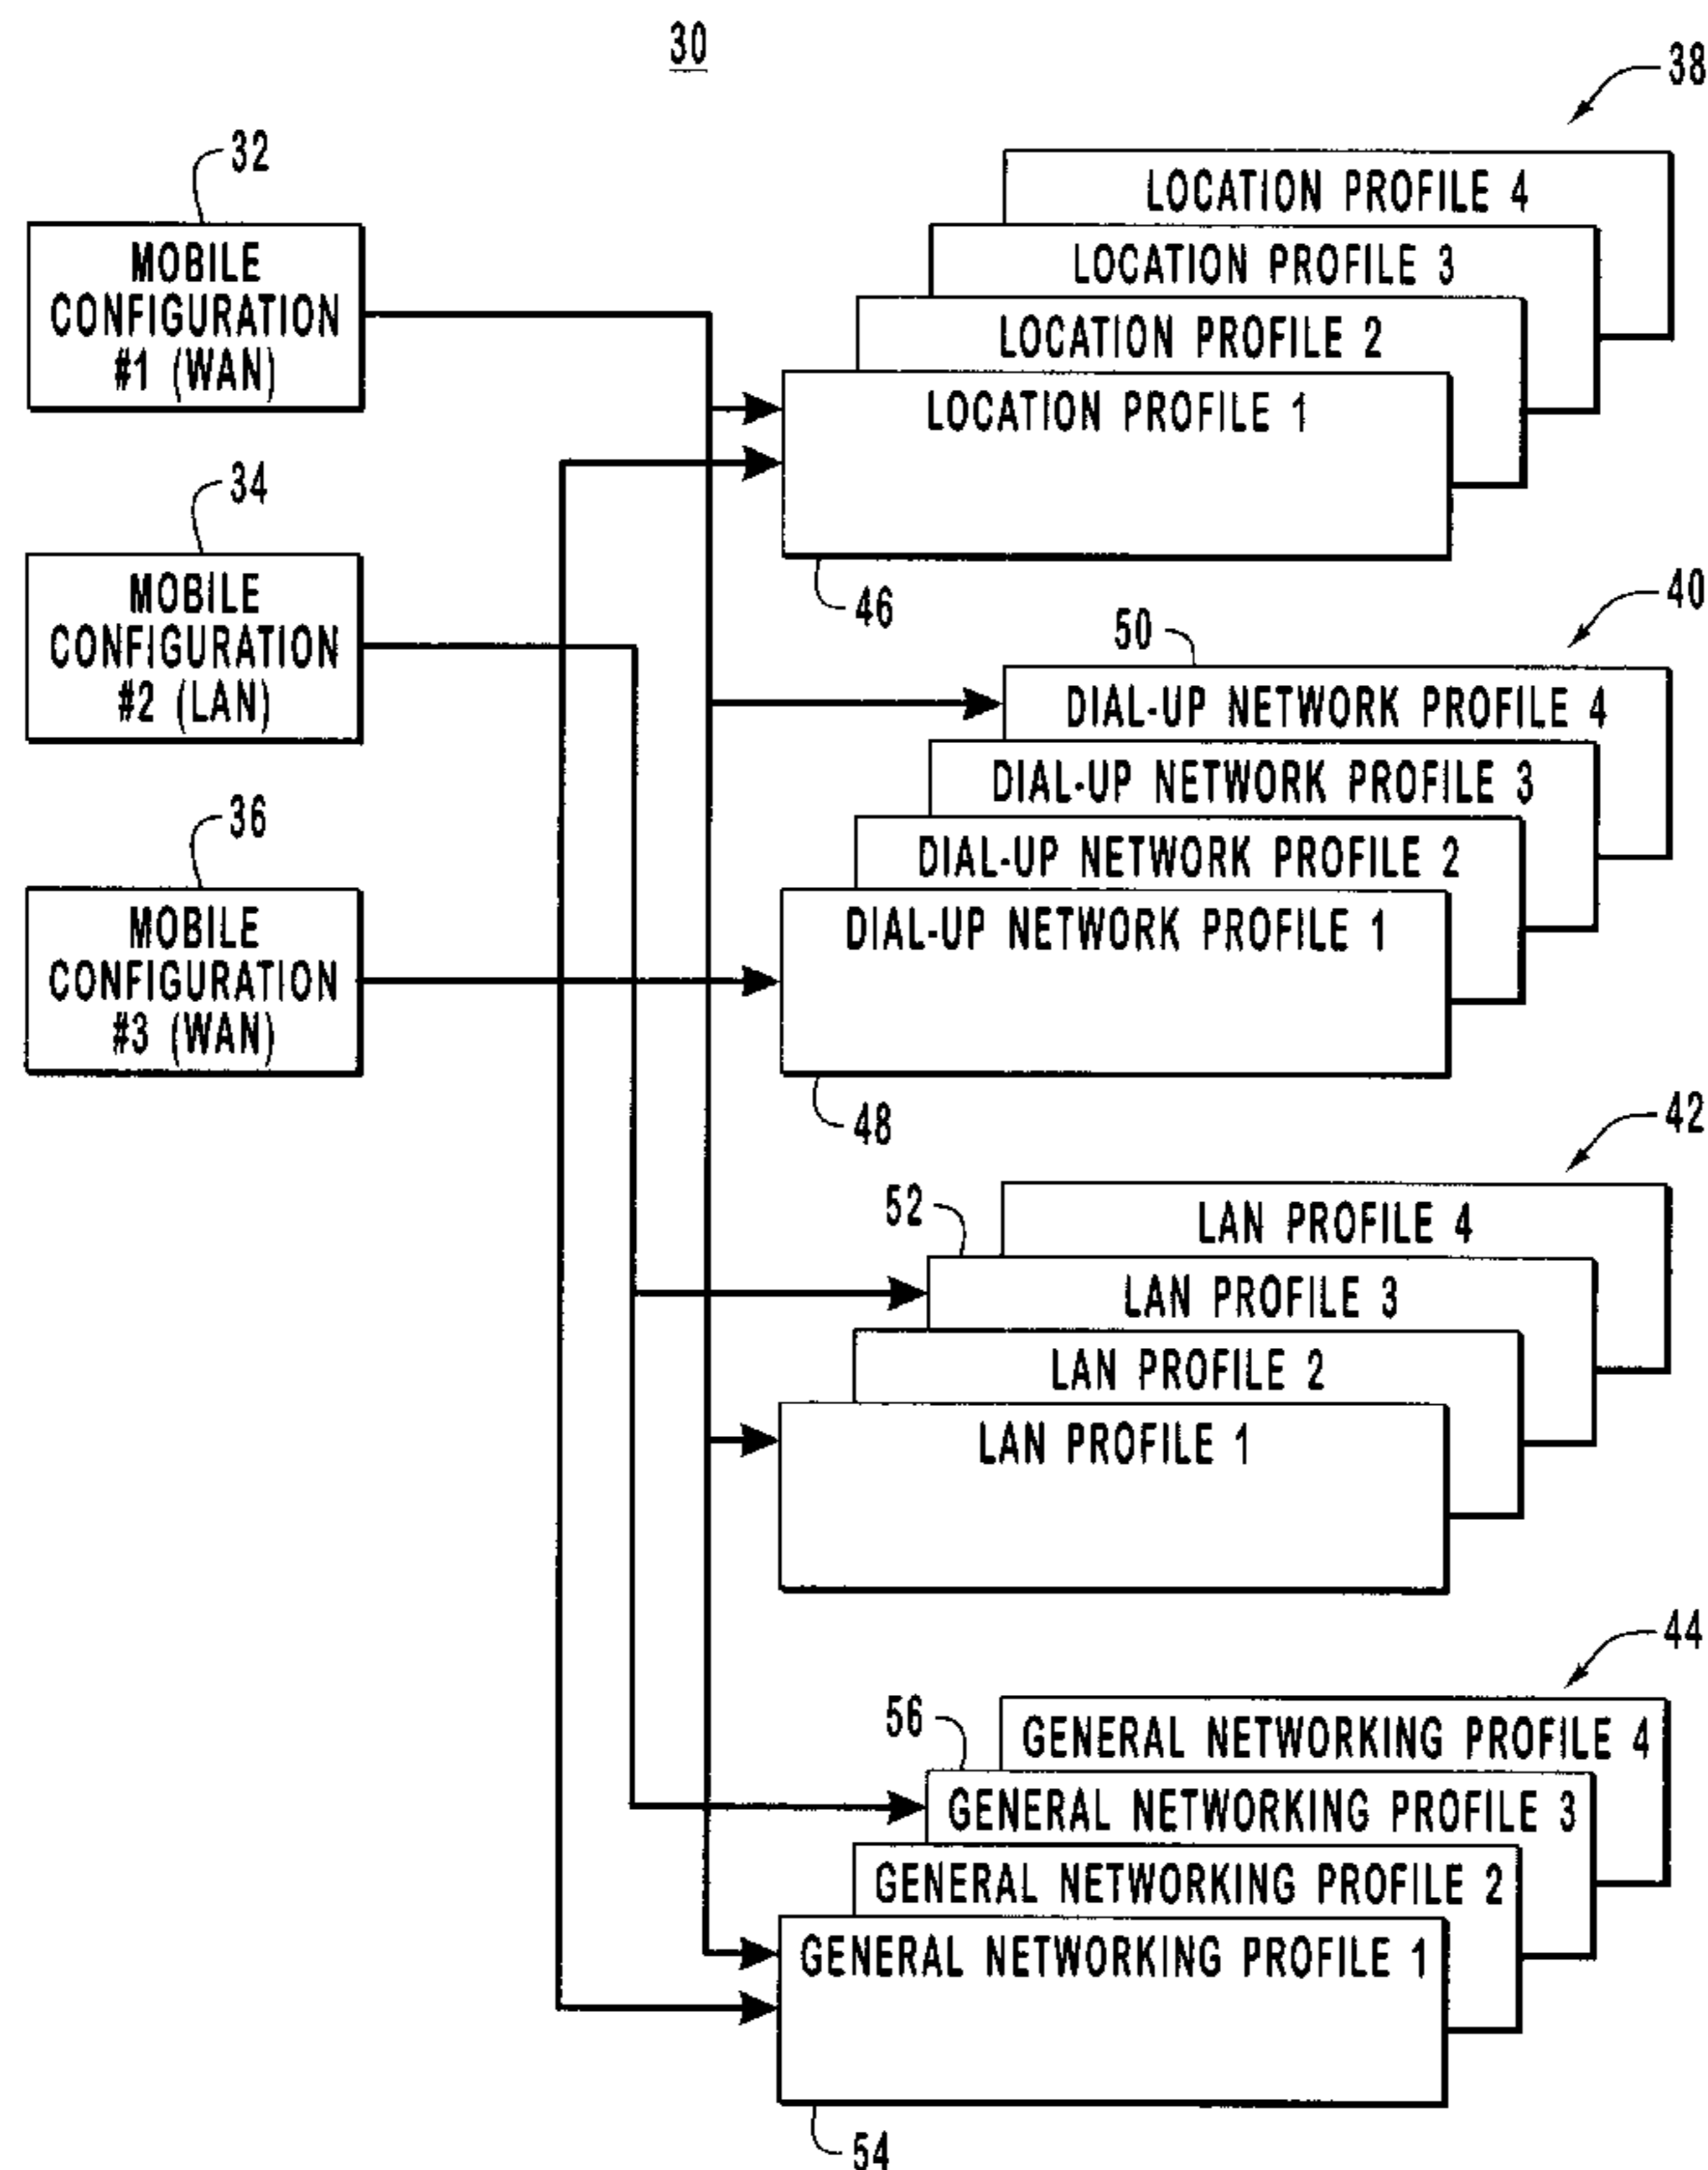 30
38
32
MOBILE
CONFIGURATION
#1 (WAN)
LOCATION PROFILE 4
LOCATION PROFILE 3
LOCATION PROFILE 2
LOCATION PROFILE 1
46
34
MOBILE
CONFIGURATION
#2 (LAN)
40
50
DIAL-UP NETWORK PROFILE 4
DIAL-UP NETWORK PROFILE 3
DIAL-UP NETWORK PROFILE 2
DIAL-UP NETWORK PROFILE 1
48
36
MOBILE
CONFIGURATION
#3 (WAN)
42
52
LAN PROFILE 4
LAN PROFILE 3
LAN PROFILE 2
LAN PROFILE 1
44
56
GENERAL NETWORKING PROFILE 4
GENERAL NETWORKING PROFILE 3
GENERAL NETWORKING PROFILE 2
GENERAL NETWORKING PROFILE 1
54